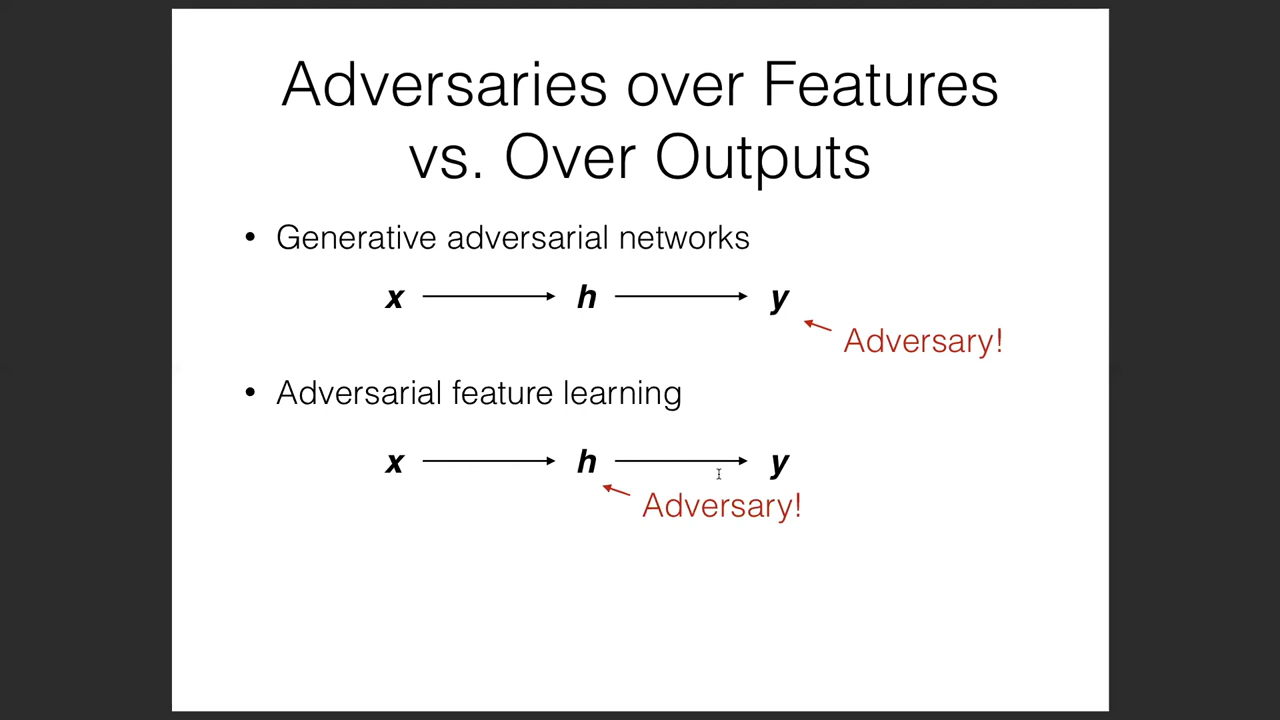 Adversaries over Features
vs. Over Outputs
• Generative adversarial networks
x h y
Adversary!
• Adversarial feature learning
x h y
Adversary!